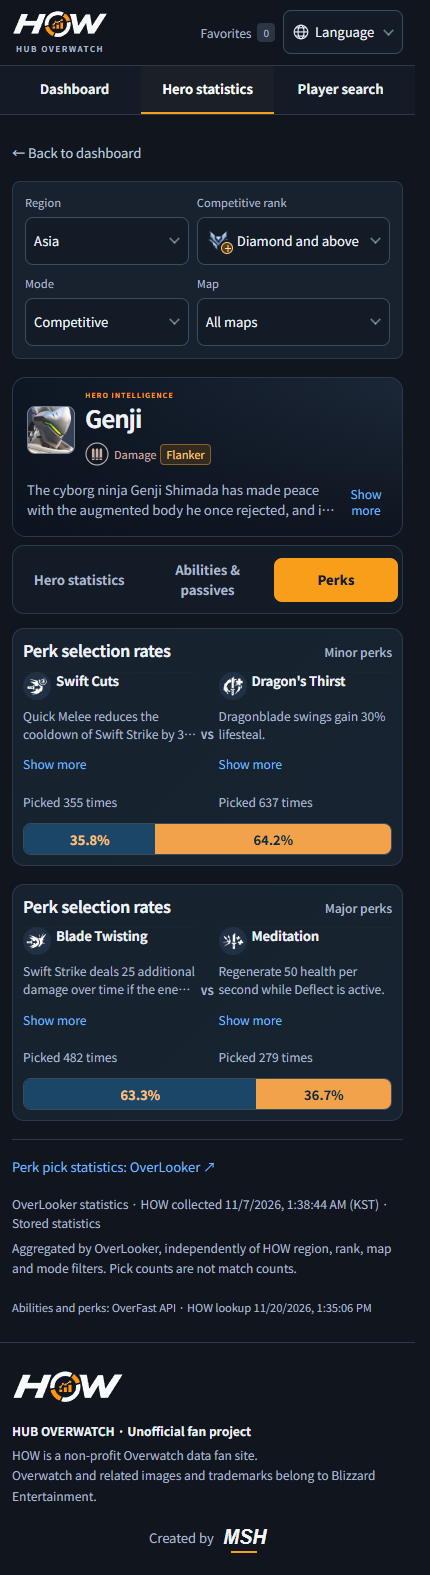 HOW
HUB OVERWATCH
Favorites 0
Language
Dashboard
Hero statistics
Player search
← Back to dashboard
Region
Competitive rank
Asia
Diamond and above
Mode
Map
Competitive
All maps
HERO INTELLIGENCE
Genji
Damage Flanker
The cyborg ninja Genji Shimada has made peace
with the augmented body he once rejected, and i…
Show
more
Hero statistics
Abilities &
passives
Perks
Perk selection rates
Minor perks
Swift Cuts
Quick Melee reduces the
cooldown of Swift Strike by 3…
Show more
Picked 355 times
vs
Dragon's Thirst
Dragonblade swings gain 30%
lifesteal.
Show more
Picked 637 times
35.8%
64.2%
Perk selection rates
Major perks
Blade Twisting
Swift Strike deals 25 additional
damage over time if the ene…
Show more
Picked 482 times
vs
Meditation
Regenerate 50 health per
second while Deflect is active.
Show more
Picked 279 times
63.3%
36.7%
Perk pick statistics: OverLooker ↗
OverLooker statistics · HOW collected 11/7/2026, 1:38:44 AM (KST) ·
Stored statistics
Aggregated by OverLooker, independently of HOW region, rank, map
and mode filters. Pick counts are not match counts.
Abilities and perks: OverFast API · HOW lookup 11/20/2026, 1:35:06 PM
HOW
HUB OVERWATCH · Unofficial fan project
HOW is a non-profit Overwatch data fan site.
Overwatch and related images and trademarks belong to Blizzard
Entertainment.
Created by MSH